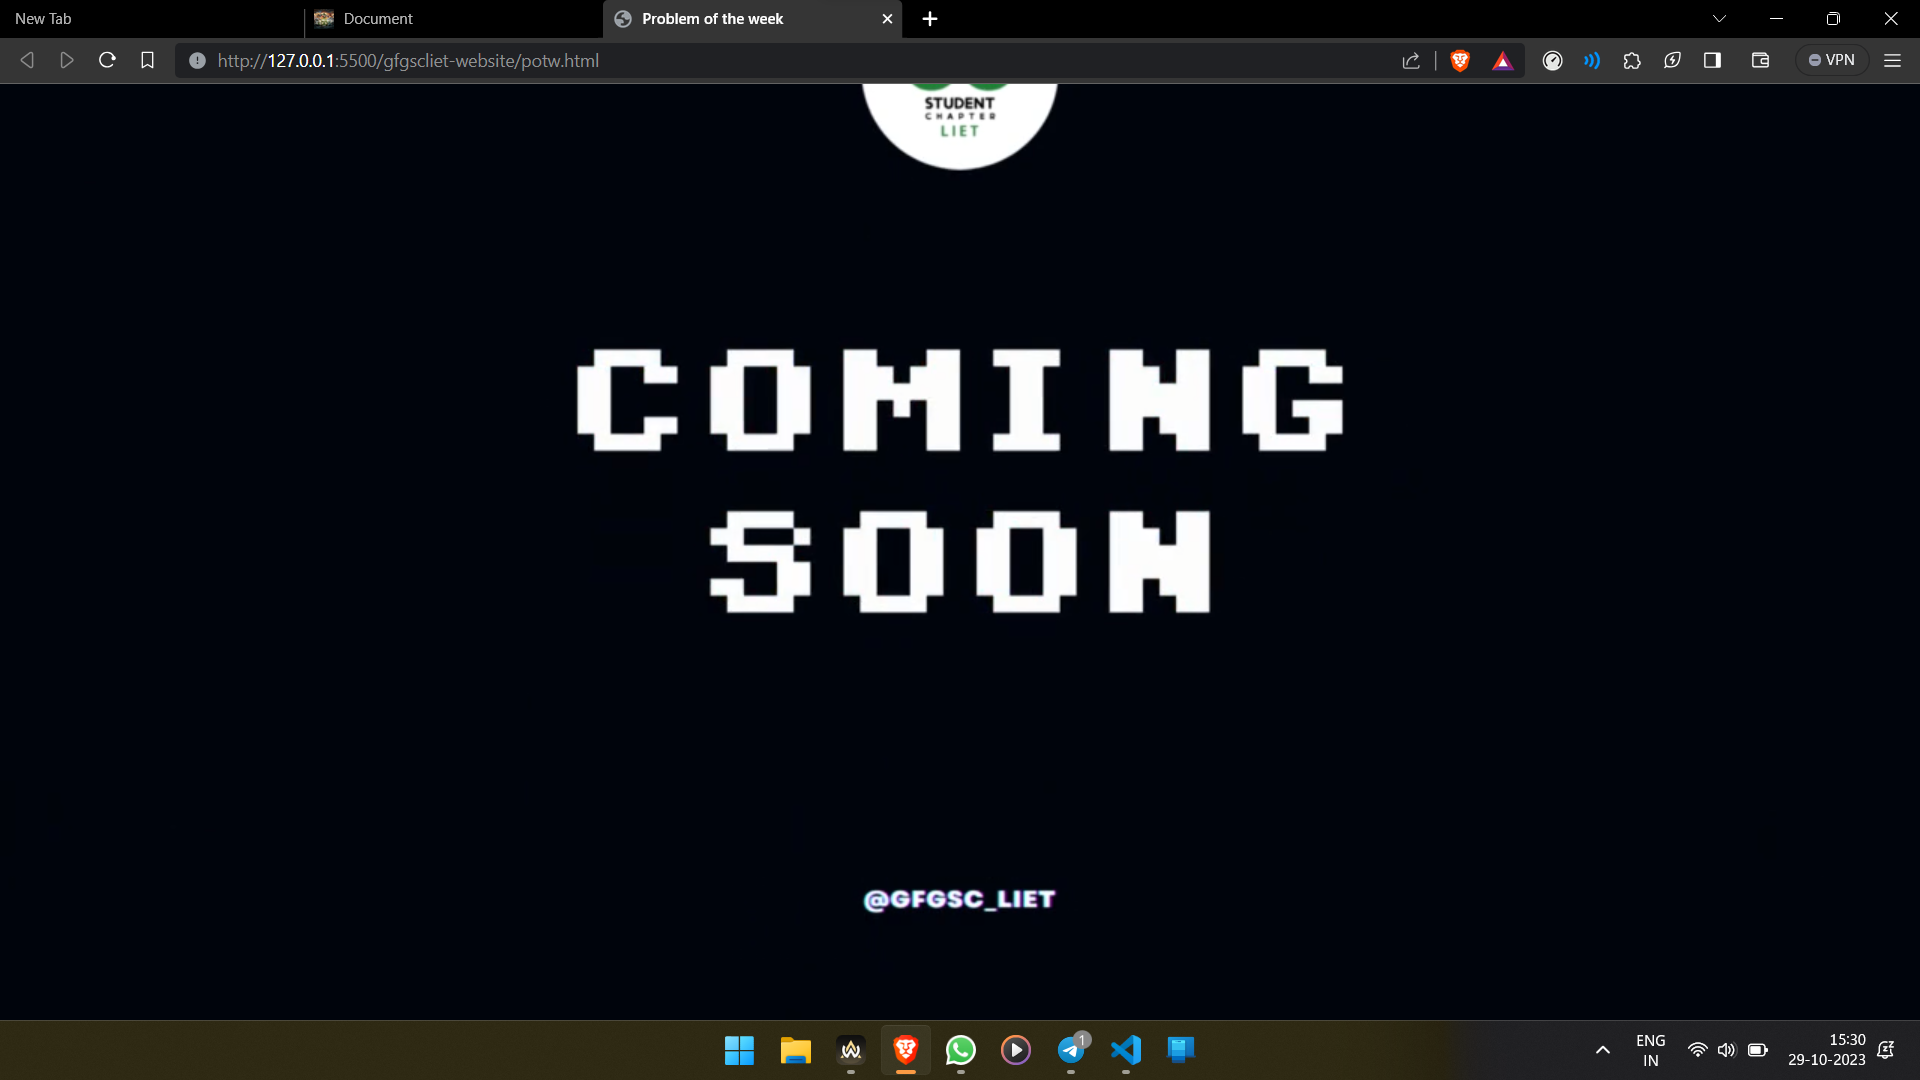 New Tab
Document
Problem of the week
http://127.0.0.1:5500/gfgscliet-website/potw.html
VPN
STUDENT
CHAPTER
LIET
COMING
SOON
@GFGSC_LIET
1
ENG
IN
15:30
29-10-2023